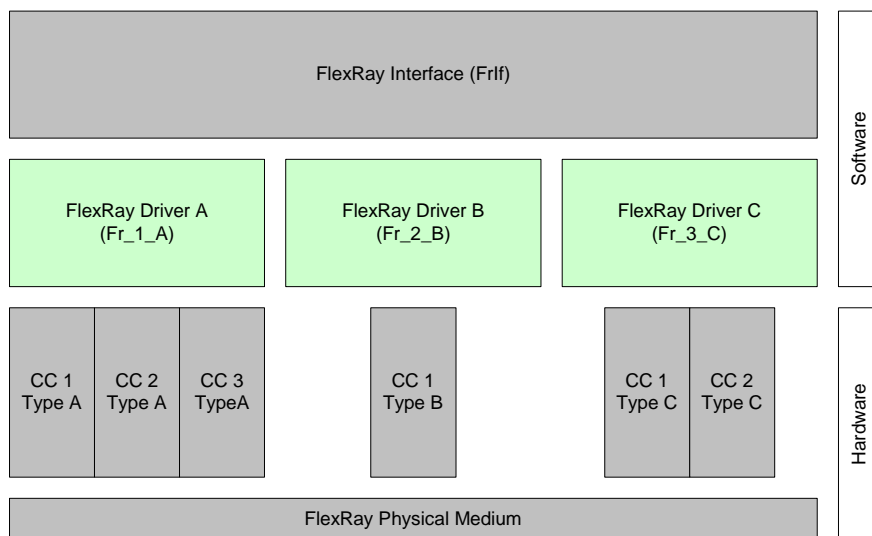 FlexRay Interface (FrIf)
Software
FlexRay Driver A
(Fr_1_A)
FlexRay Driver B
(Fr_2_B)
FlexRay Driver C
(Fr_3_C)
CC 1
Type A
CC 2
Type A
CC 3
TypeA
CC 1
Type B
CC 1
Type C
CC 2
Type C
Hardware
FlexRay Physical Medium